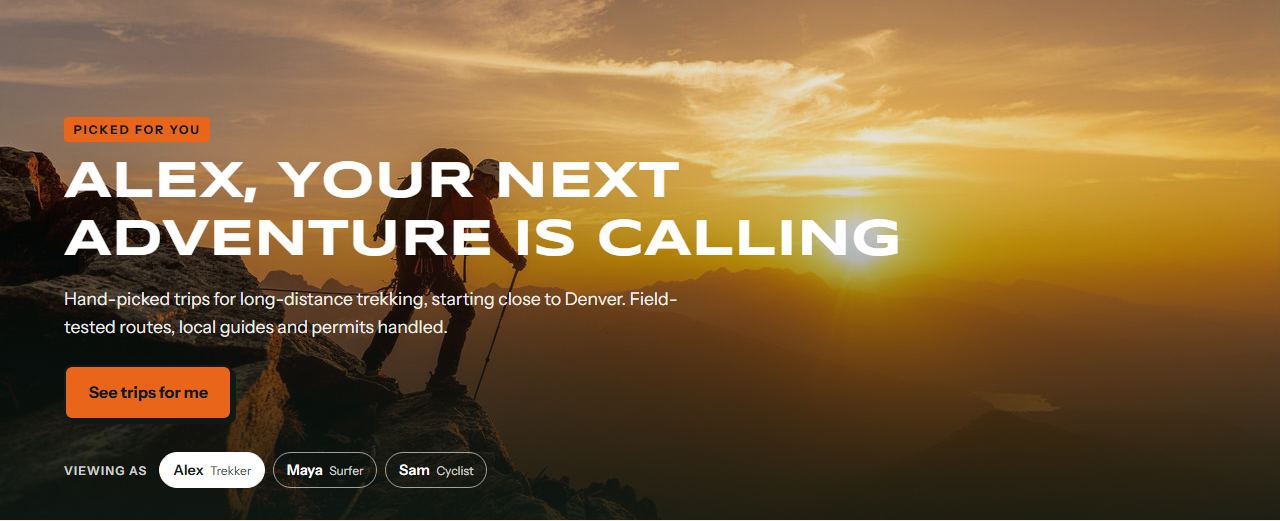 PICKED FOR YOU
ALEX, YOUR NEXT
ADVENTURE IS CALLING
Hand-picked trips for long-distance trekking, starting close to Denver. Field-
tested routes, local guides and permits handled.
See trips for me
VIEWING AS Alex Trekker Maya Surfer Sam Cyclist